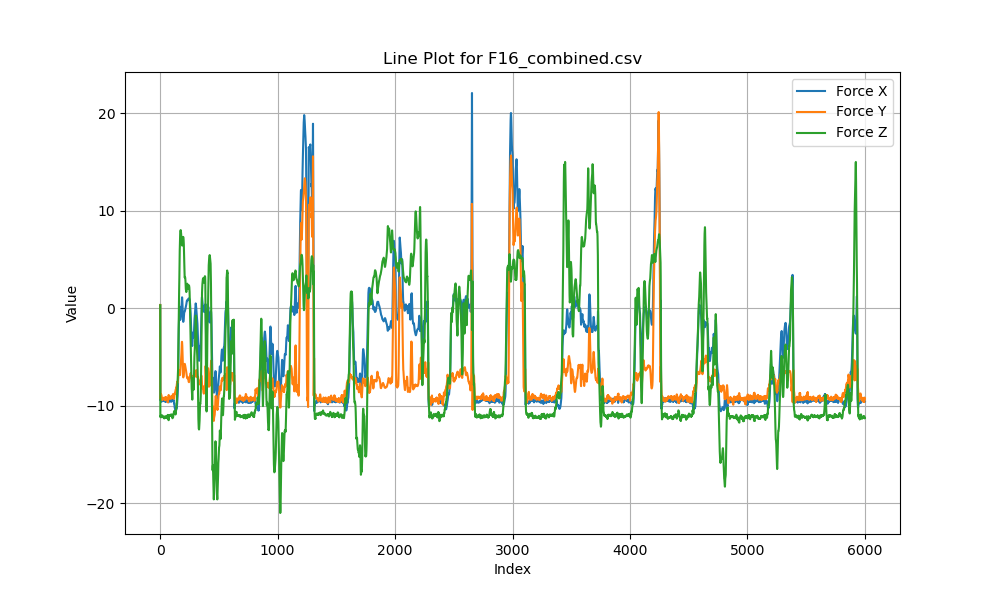 Line Plot for F16_combined.csv
Force X
Force Y
Force Z
Value
20
10
0
−10
−20
0 1000 2000 3000 4000 5000 6000
Index